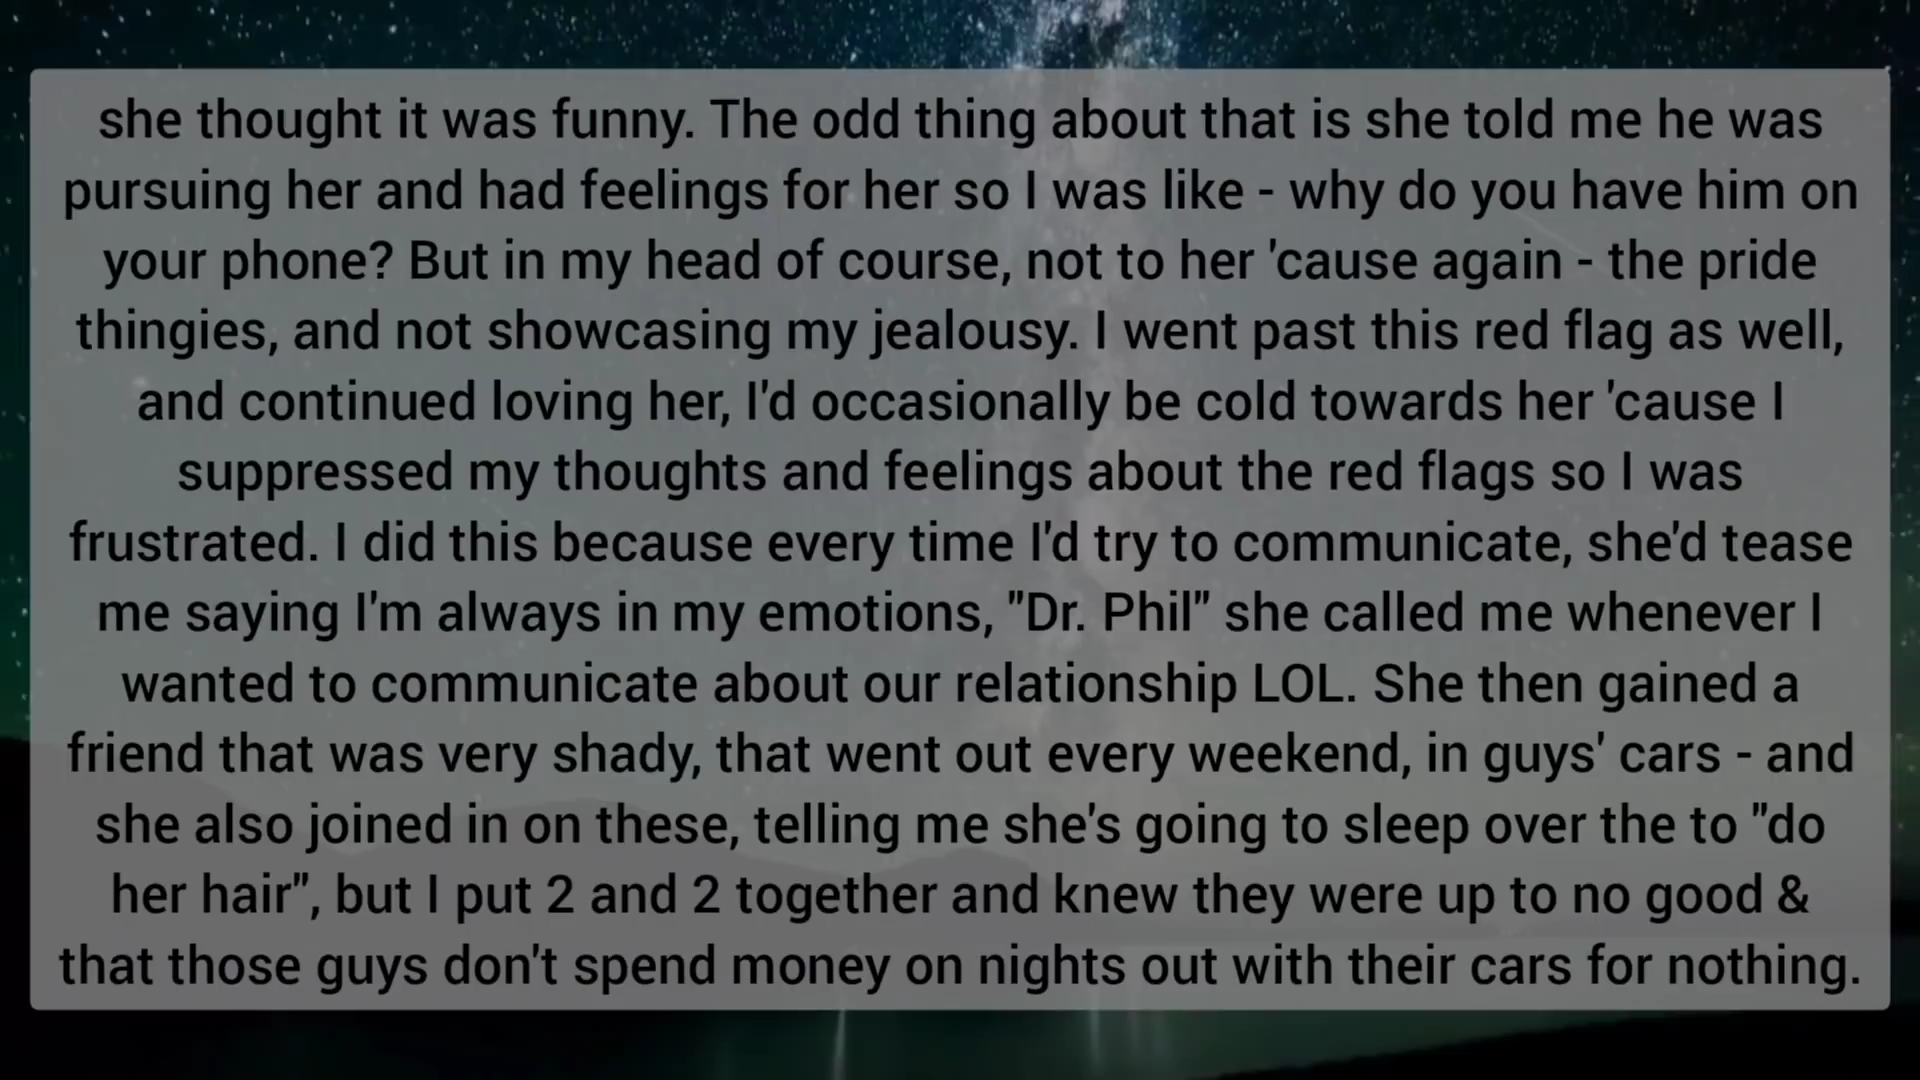 she thought it was funny. The odd thing about that is she told me he was
pursuing her and had feelings for her so I was like - why do you have him on
your phone? But in my head of course, not to her 'cause again - the pride
thingies, and not showcasing my jealousy. I went past this red flag as well,
and continued loving her, I'd occasionally be cold towards her 'cause I
suppressed my thoughts and feelings about the red flags so I was
frustrated. I did this because every time I'd try to communicate, she'd tease
me saying I'm always in my emotions, "Dr. Phil" she called me whenever I
wanted to communicate about our relationship LOL. She then gained a
friend that was very shady, that went out every weekend, in guys' cars - and
she also joined in on these, telling me she's going to sleep over the to "do
her hair", but I put 2 and 2 together and knew they were up to no good &
that those guys don't spend money on nights out with their cars for nothing.